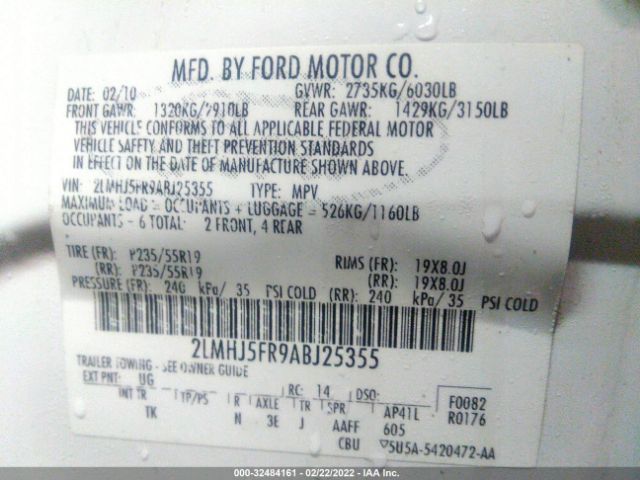 MFD. BY FORD MOTOR CO.
DATE: 02/10 GVWR: 2735KG/6030LB
FRONT GAWR: 1320KG/2910LB REAR GAWR: 1429KG/3150LB
THIS VEHICLE CONFORMS TO ALL APPLICABLE FEDERAL MOTOR
VEHICLE SAFETY AND THEFT PREVENTION STANDARDS
IN EFFECT ON THE DATE OF MANUFACTURE SHOWN ABOVE.
VIN: 2LMHJ5FR9ABJ25355 TYPE: MPV
MAXIMUM LOAD = OCCUPANTS + LUGGAGE = 526KG/1160LB
OCCUPANTS - 6 TOTAL: 2 FRONT, 4 REAR
TIRE (FR): P235/55R19 RIMS (FR): 19X8.0J
(RR): P235/55R19 (RR): 19X8.0J
PRESSURE (FR): 240 kPa/ 35 PSI COLD (RR): 240 kPa/ 35 PSI COLD
2LMHJ5FR9ABJ25355
TRAILER TOWING - SEE OWNER GUIDE
EXT PNT: UG RC: 14 DSO: F0082
INT TR TP/PS R AXLE TR SPR AP41L R0176
TK N 3E J AAFF 605
CBU 5U5A-5420472-AA
000-32484161 - 02/22/2022 - IAA Inc.